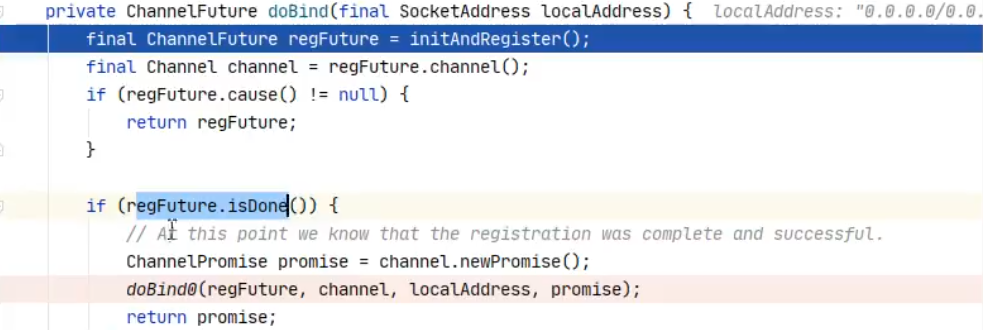 private ChannelFuture doBind(final SocketAddress localAddress) { localAddress: "0.0.0.0/0.0.
final ChannelFuture regFuture = initAndRegister();
final Channel channel = regFuture.channel();
if (regFuture.cause() != null) {
return regFuture;
}
if (regFuture.isDone()) {
// At this point we know that the registration was complete and successful.
ChannelPromise promise = channel.newPromise();
doBind0(regFuture, channel, localAddress, promise);
return promise;